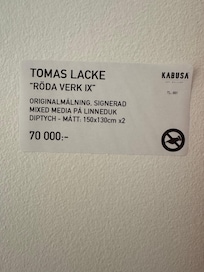 TOMAS LACKE
KABUSA
"RÖDA VERK IX"
ORIGINALMÅLNING, SIGNERAD
MIXED MEDIA PÅ LINNEDUK
DIPTYCH - MÅTT: 150x130cm x2
70 000:-